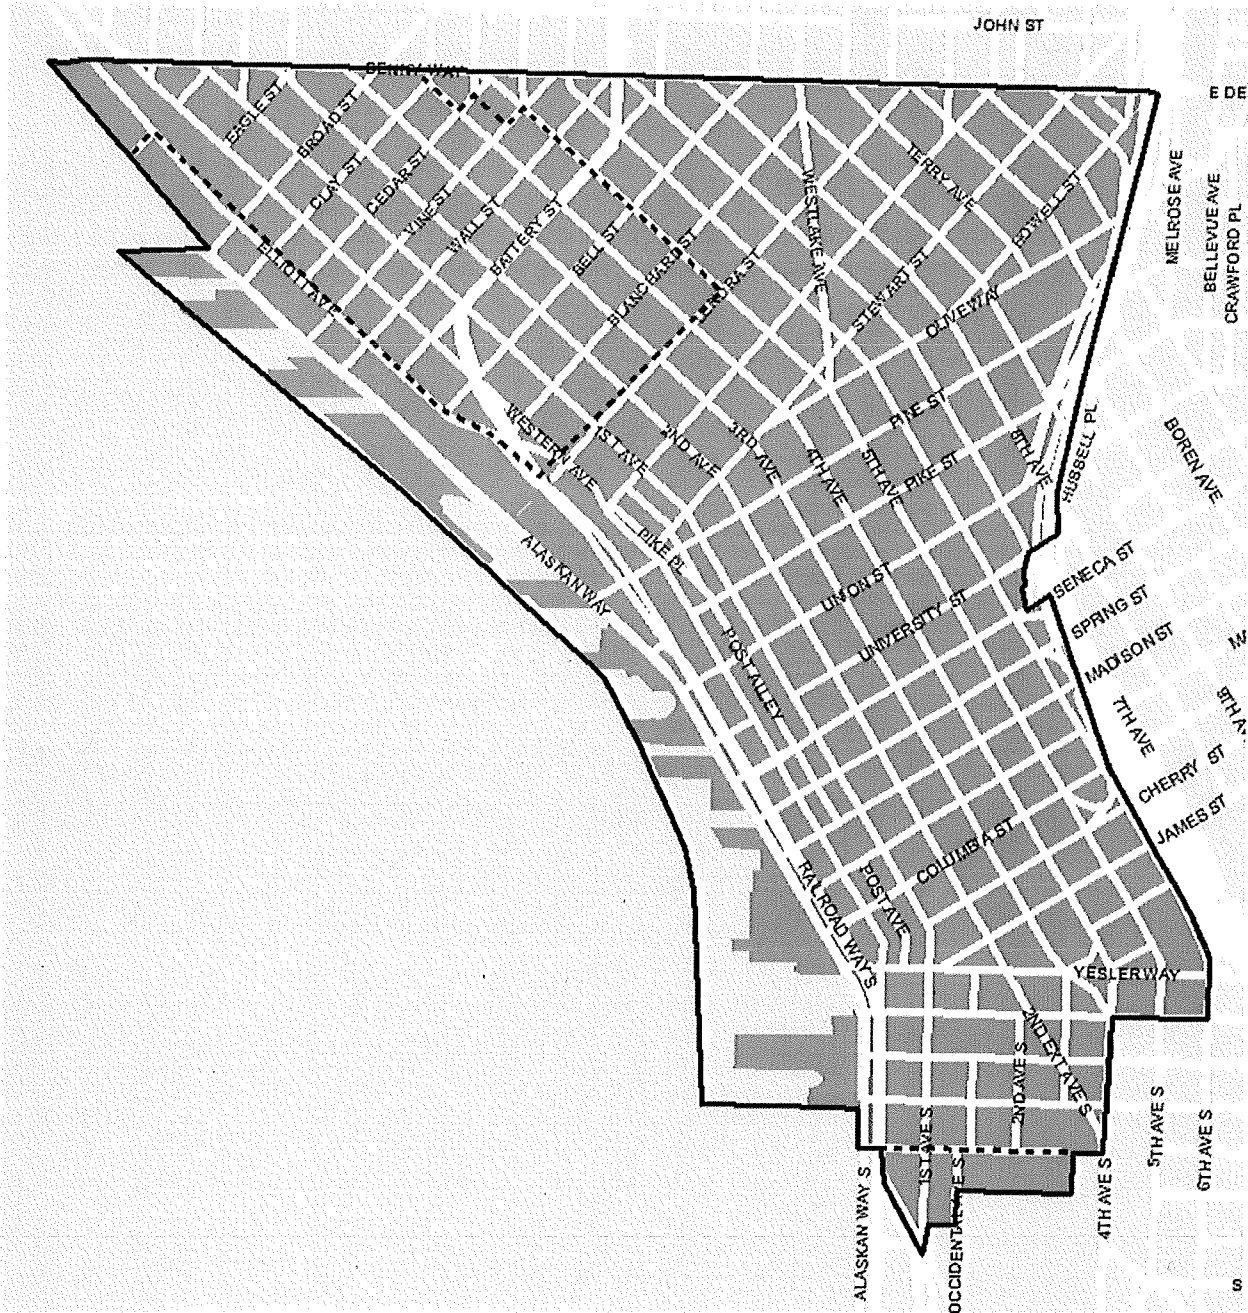 JOHN ST
DENNY WAY
E DE
EAGLE ST
BROAD ST
CLAY ST
CEDAR ST
VINE ST
WALL ST
BATTERY ST
BELL ST
BLANCHARD ST
LENORA ST
WESTLAKE AVE
TERRY AVE
HOWELL ST
STEWART ST
OLIVE WAY
MELROSE AVE
BELLEVUE AVE
CRAWFORD PL
ELLIOTT AVE
WESTERN AVE
1ST AVE
2ND AVE
3RD AVE
4TH AVE
5TH AVE
8TH AVE
PINE ST
PIKE ST
HUBBELL PL
BOREN AVE
PIKE PL
ALASKAN WAY
UNION ST
UNIVERSITY ST
SENECA ST
SPRING ST
MADISON ST
MA
POST ALLEY
7TH AVE
8TH A
CHERRY ST
JAMES ST
COLUMBIA ST
RAILROAD WAY S
POST AVE
YESLER WAY
2ND EXT AVE S
2ND AVE S
1ST AVE S
5TH AVE S
6TH AVE S
4TH AVE S
ALASKAN WAY S
OCCIDENTAL AVE S
S